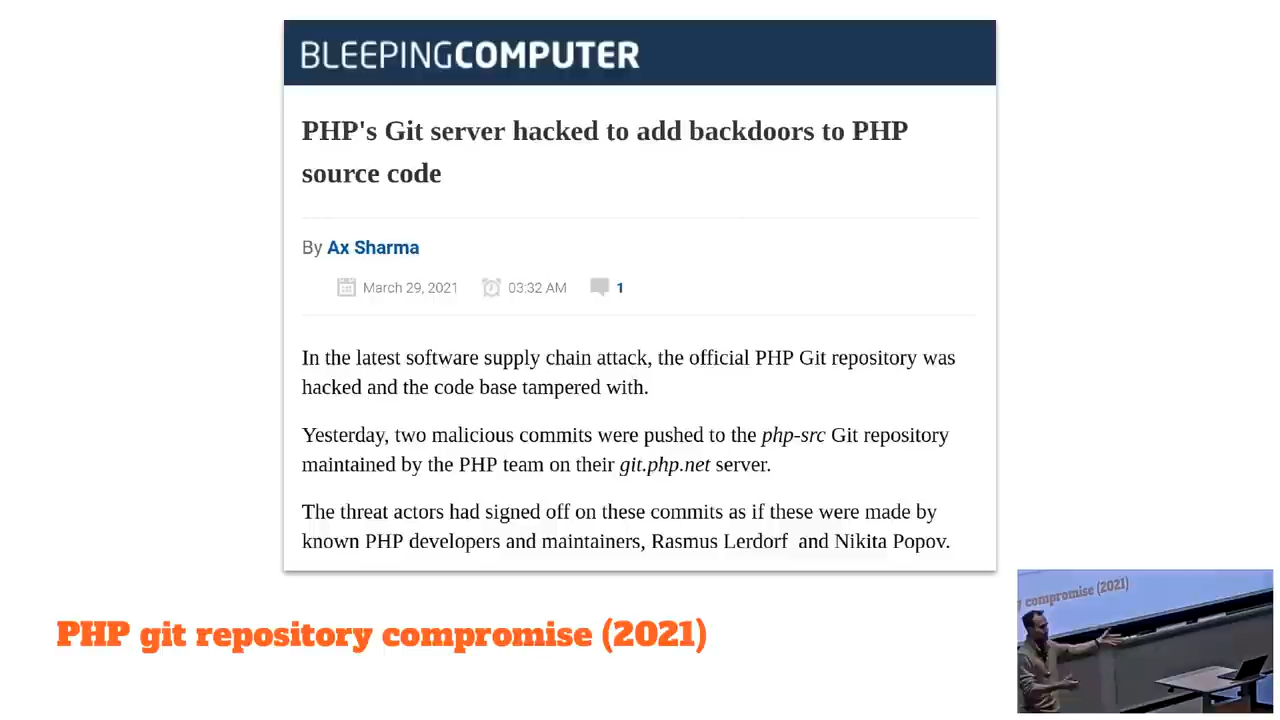 BLEEPINGCOMPUTER
PHP's Git server hacked to add backdoors to PHP
source code
By Ax Sharma
March 29, 2021 03:32 AM 1
In the latest software supply chain attack, the official PHP Git repository was
hacked and the code base tampered with.
Yesterday, two malicious commits were pushed to the php-src Git repository
maintained by the PHP team on their git.php.net server.
The threat actors had signed off on these commits as if these were made by
known PHP developers and maintainers, Rasmus Lerdorf and Nikita Popov.
PHP git repository compromise (2021)
y compromise (2021)